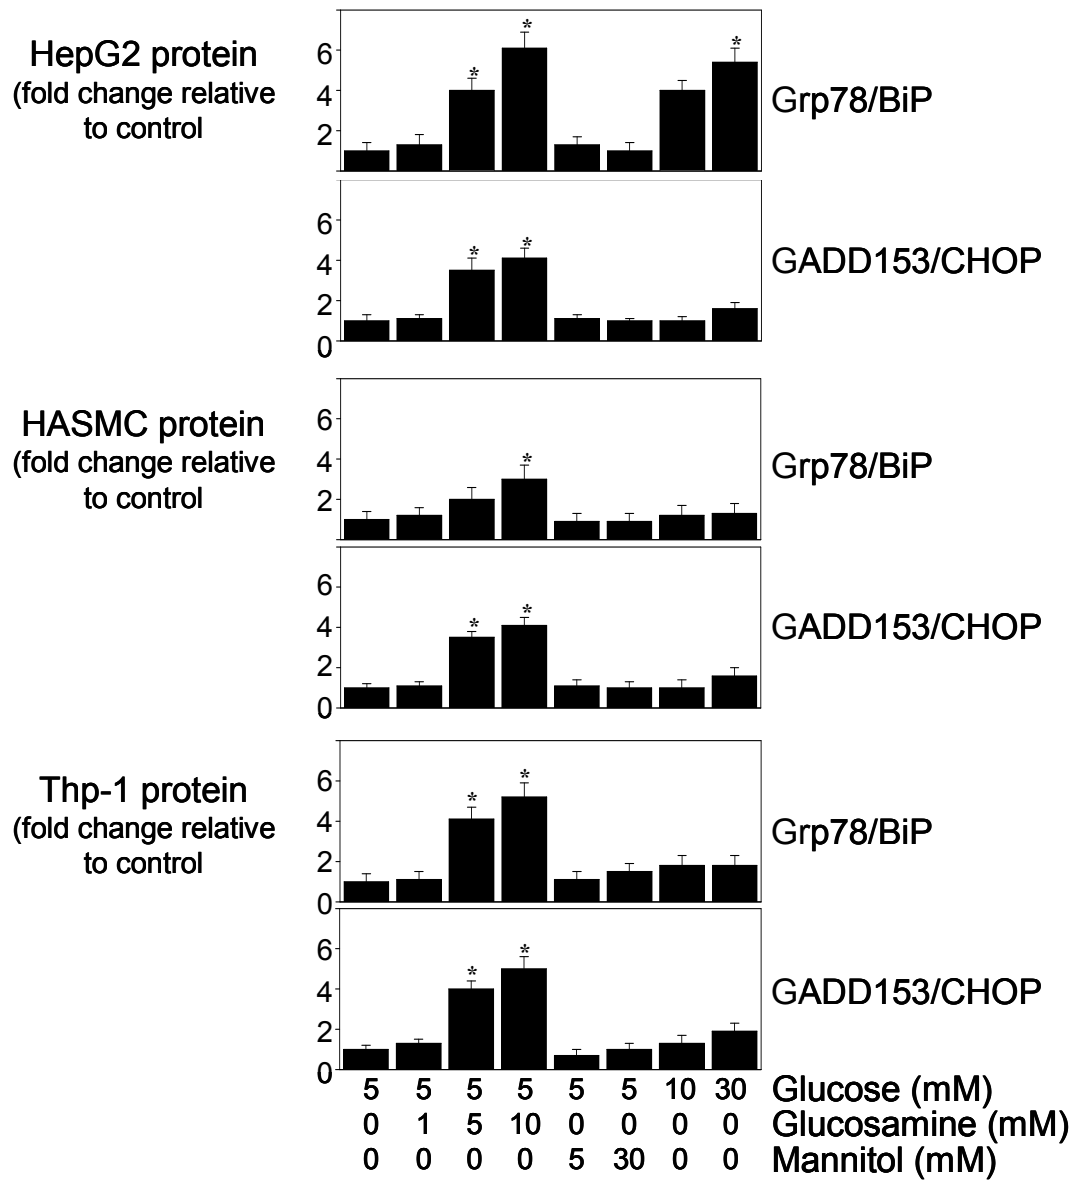 HepG2 protein
(fold change relative
to control
6
4
2
*
*
*
Grp78/BiP
6
4
2
0
*
*
GADD153/CHOP
HASMC protein
(fold change relative
to control
6
4
2
*
Grp78/BiP
6
4
2
0
*
*
GADD153/CHOP
Thp-1 protein
(fold change relative
to control
6
4
2
0
*
*
Grp78/BiP
6
4
2
0
*
*
GADD153/CHOP
5 5 5 5 5 5 10 30 Glucose (mM)
0 1 5 10 0 0 0 0 Glucosamine (mM)
0 0 0 0 5 30 0 0 Mannitol (mM)